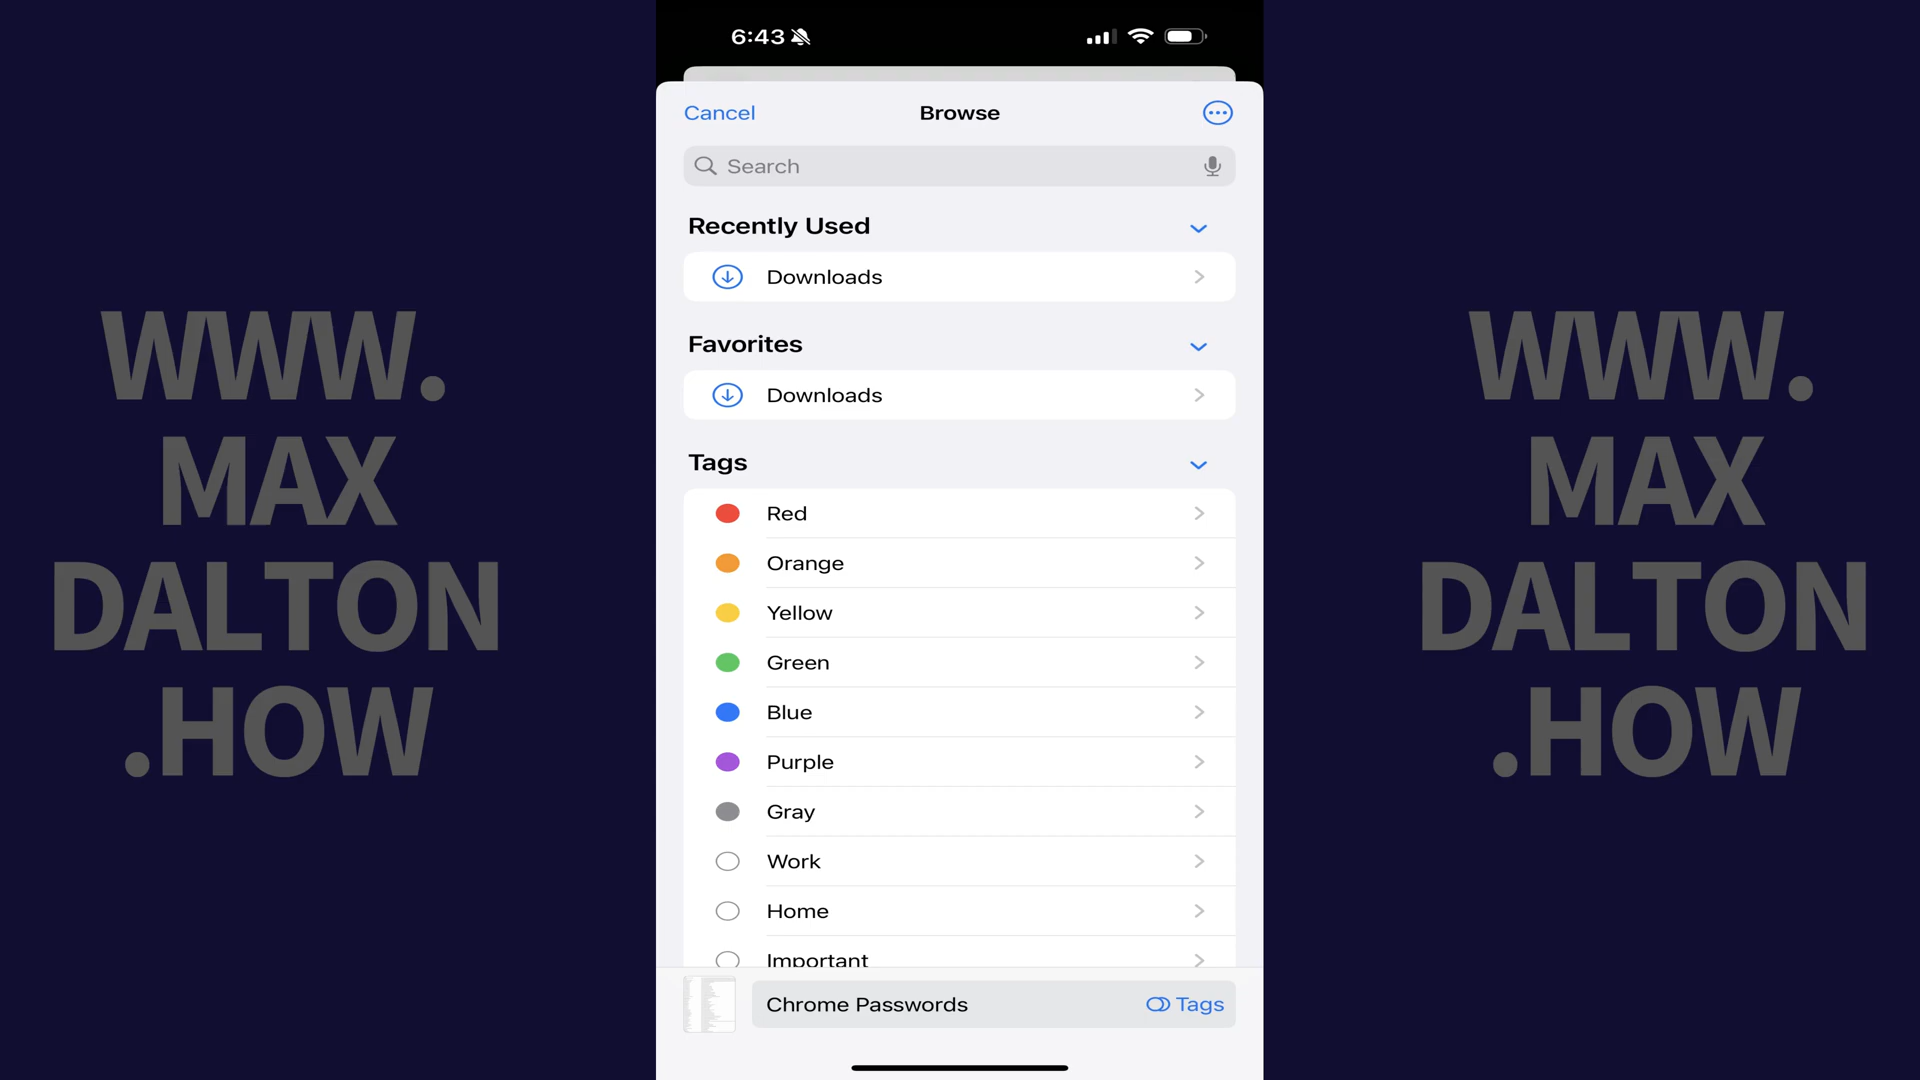 6:43
Cancel
Browse
Search
Recently Used
Downloads
Favorites
Downloads
Tags
Red
Orange
Yellow
Green
Blue
Purple
Gray
Work
Home
Important
Chrome Passwords
Tags
WWW.
MAX
DALTON
.HOW
WWW.
MAX
DALTON
.HOW